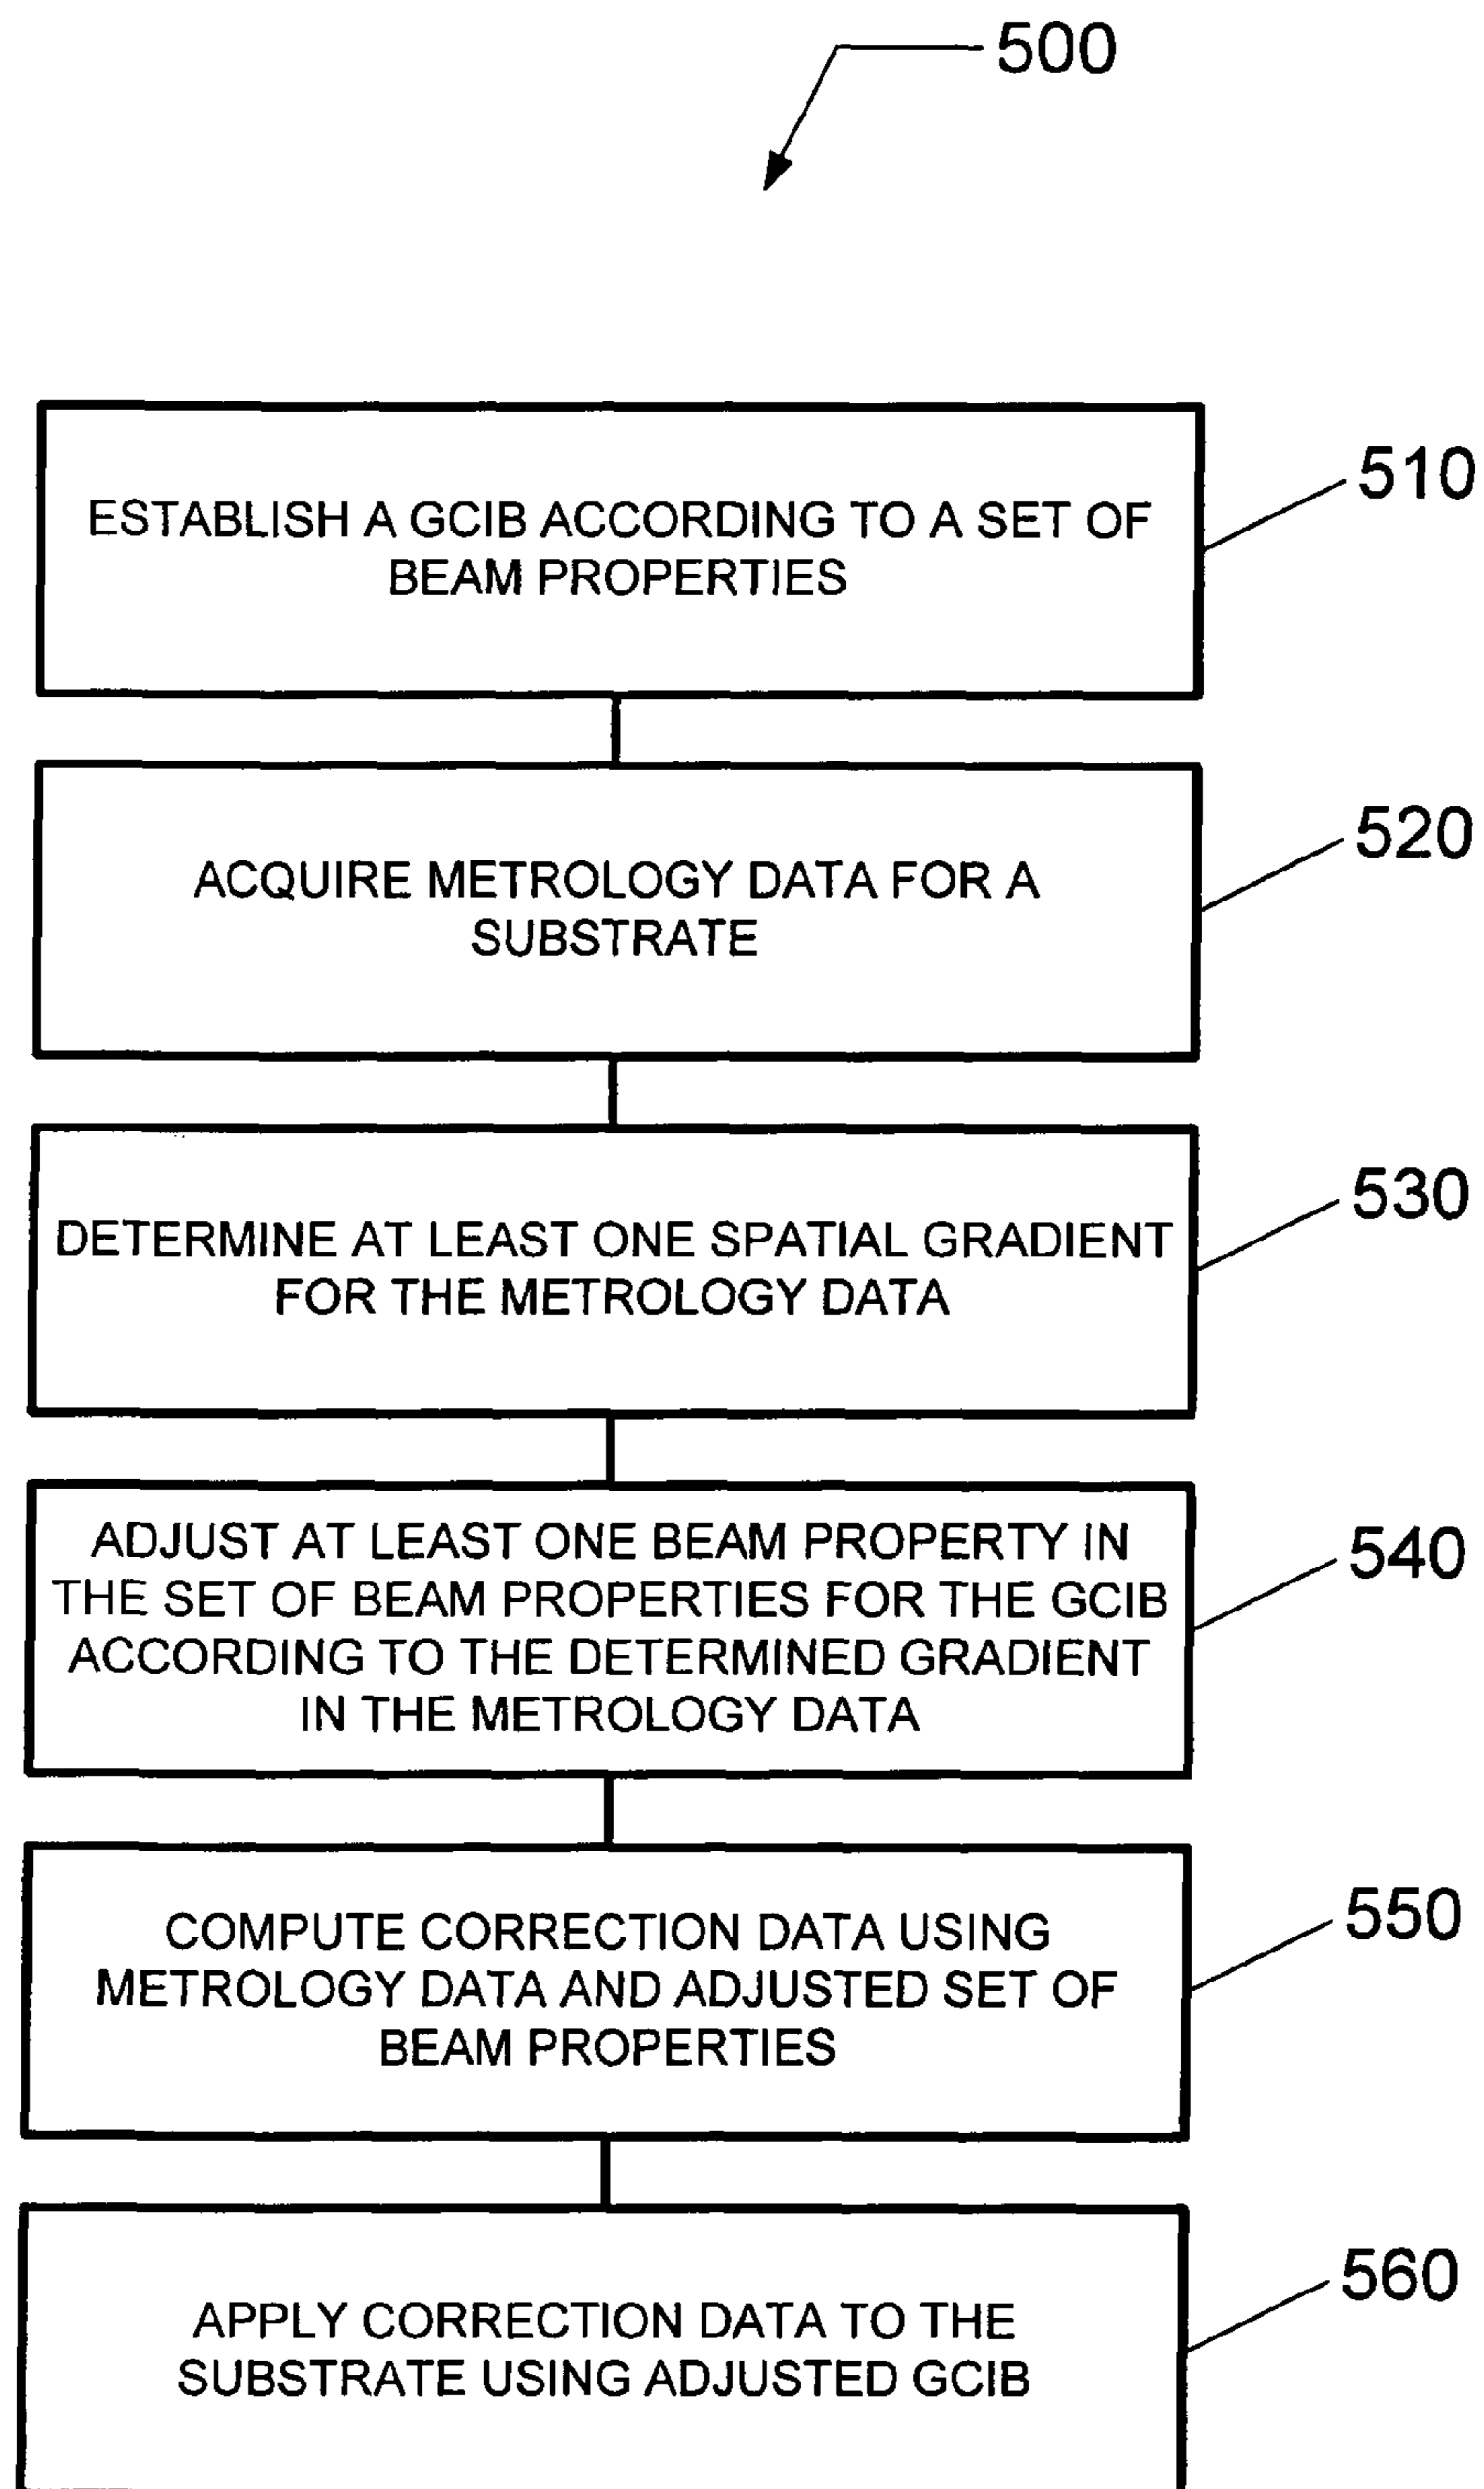 500
ESTABLISH A GCIB ACCORDING TO A SET OF
BEAM PROPERTIES
510
ACQUIRE METROLOGY DATA FOR A
SUBSTRATE
520
DETERMINE AT LEAST ONE SPATIAL GRADIENT
FOR THE METROLOGY DATA
530
ADJUST AT LEAST ONE BEAM PROPERTY IN
THE SET OF BEAM PROPERTIES FOR THE GCIB
ACCORDING TO THE DETERMINED GRADIENT
IN THE METROLOGY DATA
540
COMPUTE CORRECTION DATA USING
METROLOGY DATA AND ADJUSTED SET OF
BEAM PROPERTIES
550
APPLY CORRECTION DATA TO THE
SUBSTRATE USING ADJUSTED GCIB
560